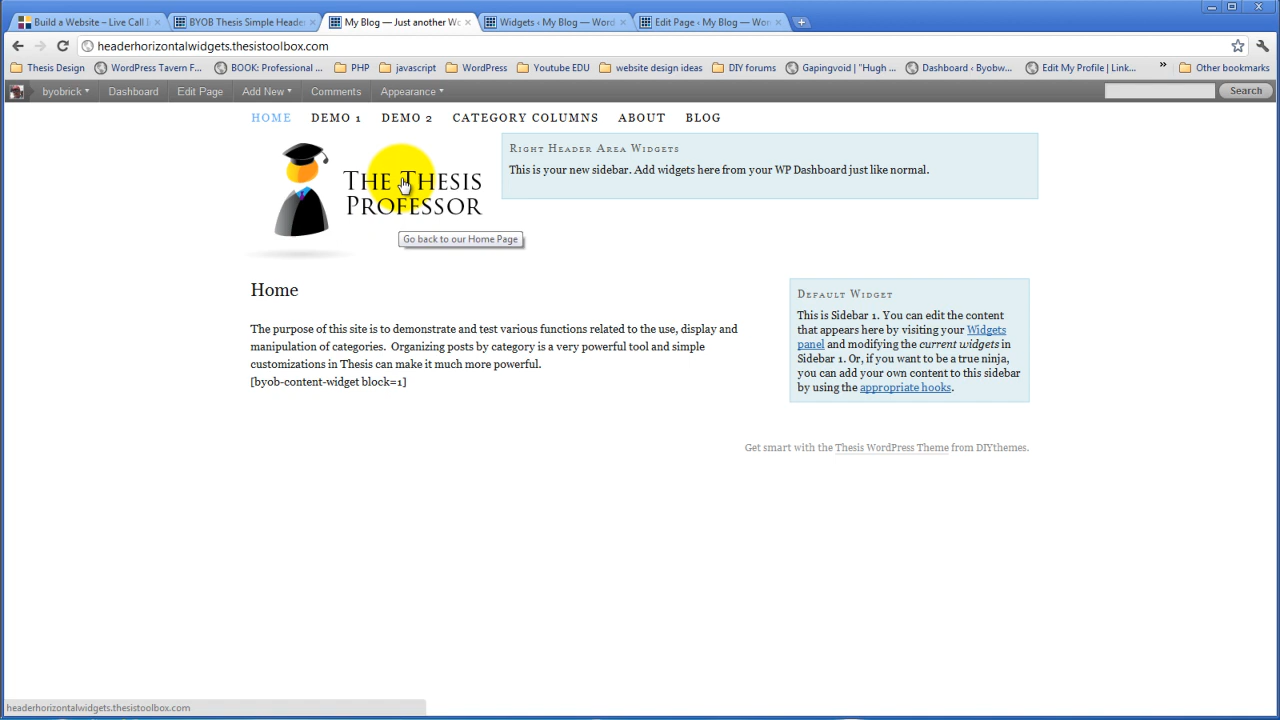 Build a Website – Live Call I
BYOB Thesis Simple Heade
My Blog — Just another Wo
Widgets ‹ My Blog — Word
Edit Page ‹ My Blog — Wor
headerhorizontalwidgets.thesistoolbox.com
Thesis Design
WordPress Tavern F...
BOOK: Professional ...
PHP
javascript
WordPress
Youtube EDU
website design ideas
DIY forums
Gapingvoid | "Hugh ...
Dashboard ‹ Byobw...
Edit My Profile | Link...
»
Other bookmarks
byobrick
Dashboard
Edit Page
Add New
Comments
Appearance
Search
HOME
DEMO 1
DEMO 2
CATEGORY COLUMNS
ABOUT
BLOG
The Thesis
Professor
Right Header Area Widgets
This is your new sidebar. Add widgets here from your WP Dashboard just like normal.
Go back to our Home Page
Home
The purpose of this site is to demonstrate and test various functions related to the use, display and
manipulation of categories. Organizing posts by category is a very powerful tool and simple
customizations in Thesis can make it much more powerful.
[byob-content-widget block=1]
Default Widget
This is Sidebar 1. You can edit the content
that appears here by visiting your Widgets
panel and modifying the current widgets in
Sidebar 1. Or, if you want to be a true ninja,
you can add your own content to this sidebar
by using the appropriate hooks.
Get smart with the Thesis WordPress Theme from DIYthemes.
headerhorizontalwidgets.thesistoolbox.com